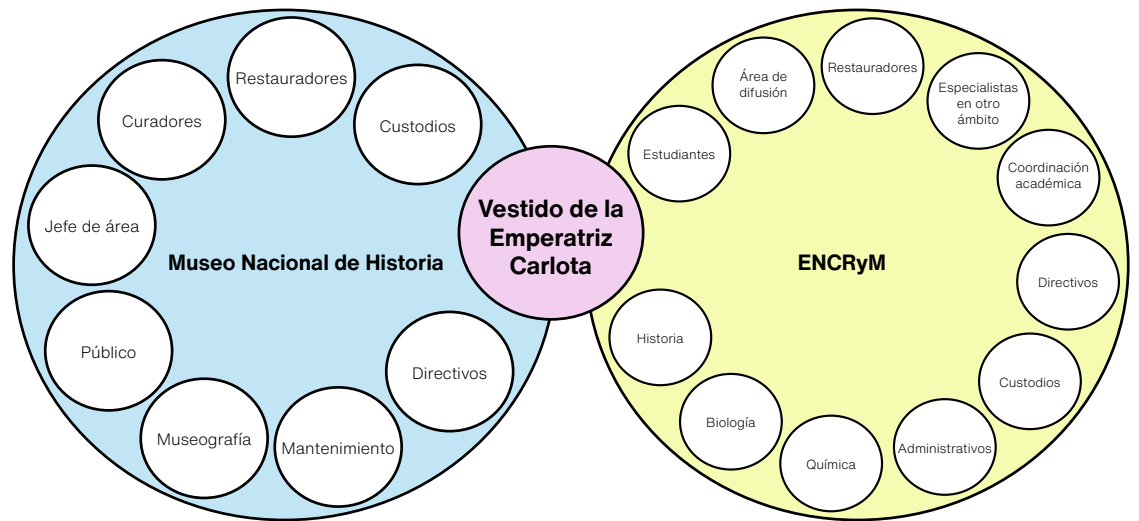 Restauradores
Curadores
Custodios
Jefe de área
Museo Nacional de Historia
Público
Directivos
Museografía
Mantenimiento
Vestido de la
Emperatriz
Carlota
Restauradores
Área de
difusión
Especialistas
en otro
ámbito
Estudiantes
Coordinación
académica
ENCRyM
Directivos
Historia
Custodios
Biología
Administrativos
Química